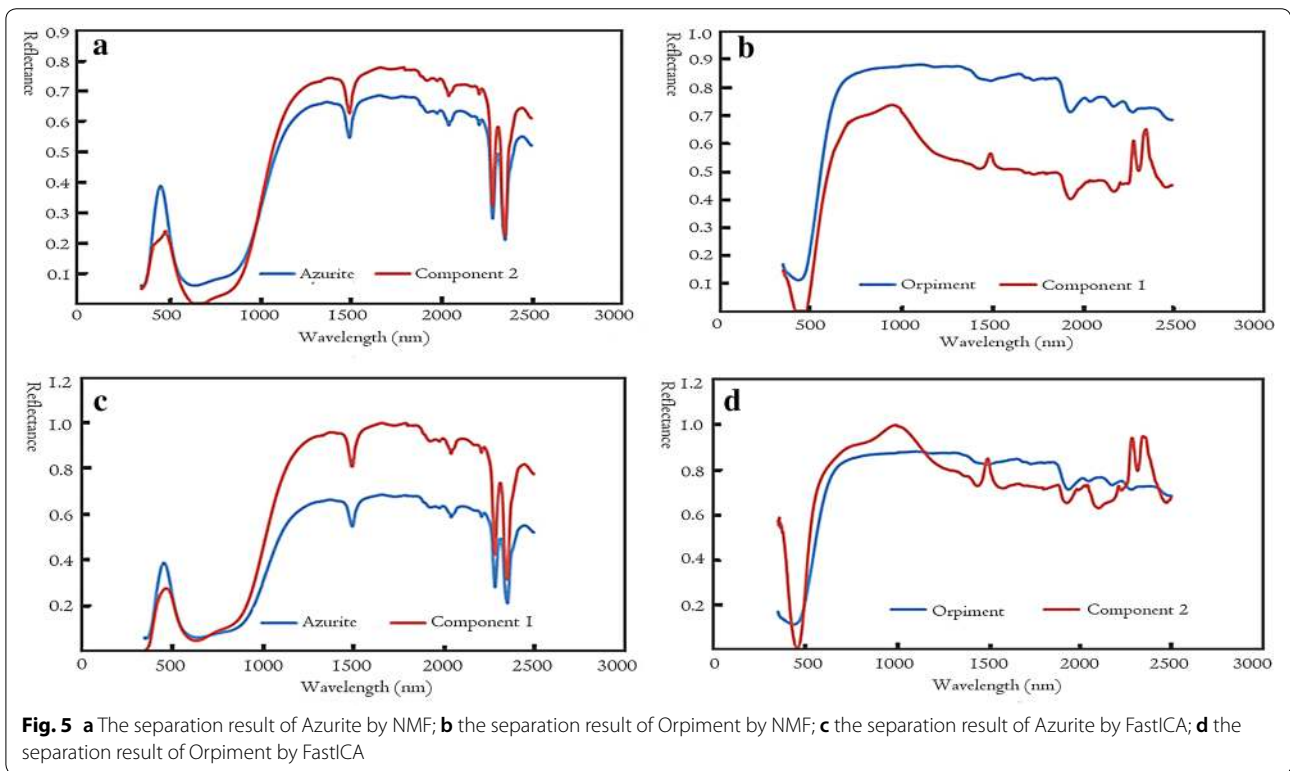 a
Reflectance
0.9
0.8
0.7
0.6
0.5
0.4
0.3
0.2
0.1
Azurite
Component 2
0
500
1000
1500
2000
2500
3000
Wavelength (nm)
b
Reflectance
1.0
0.9
0.8
0.7
0.6
0.5
0.4
0.3
0.2
0.1
Orpiment
Component 1
0
500
1000
1500
2000
2500
3000
Wavelength (nm)
c
Reflectance
1.2
1.0
0.8
0.6
0.4
0.2
Azurite
Component 1
0
500
1000
1500
2000
2500
3000
Wavelength (nm)
d
Reflectance
1.2
1.0
0.8
0.6
0.4
0.2
Orpiment
Component 2
0
500
1000
1500
2000
2500
3000
Wavelength (nm)
Fig. 5 a The separation result of Azurite by NMF; b the separation result of Orpiment by NMF; c the separation result of Azurite by FastICA; d the
separation result of Orpiment by FastICA